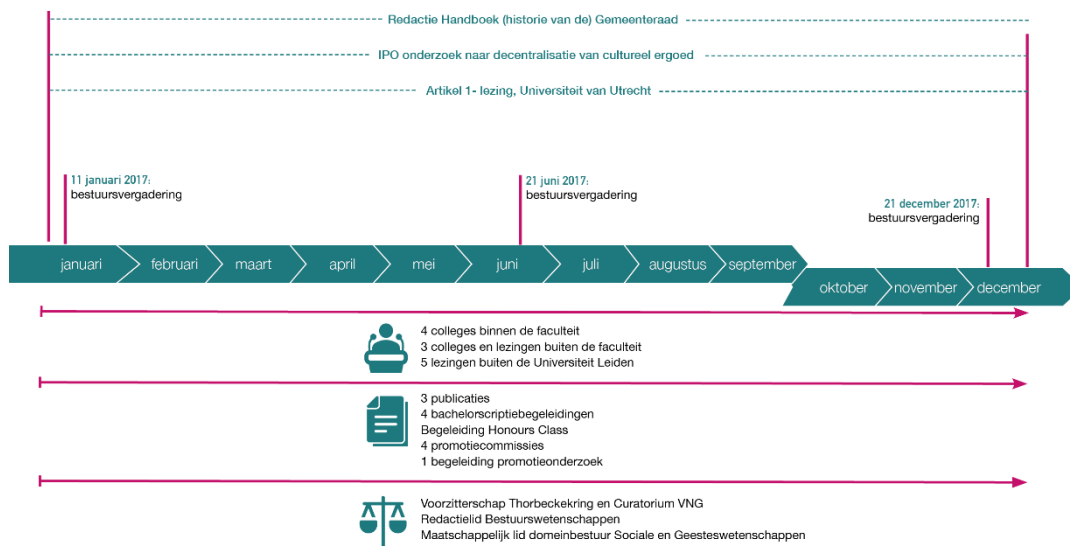 Redactie Handboek (historie van de) Gemeenteraad
IPO onderzoek naar decentralisatie van cultureel ergoed
Artikel 1- lezing, Universiteit van Utrecht
11 januari 2017:
bestuursvergadering
21 juni 2017:
bestuursvergadering
21 december 2017:
bestuursvergadering
januari
februari
maart
april
mei
juni
juli
augustus
september
oktober
november
december
4 colleges binnen de faculteit
3 colleges en lezingen buiten de faculteit
5 lezingen buiten de Universiteit Leiden
3 publicaties
4 bachelorscriptiebegeleidingen
Begeleiding Honours Class
4 promotiecommissies
1 begeleiding promotieonderzoek
Voorzitterschap Thorbeckekring en Curatorium VNG
Redactielid Bestuurswetenschappen
Maatschappelijk lid domeinbestuur Sociale en Geesteswetenschappen